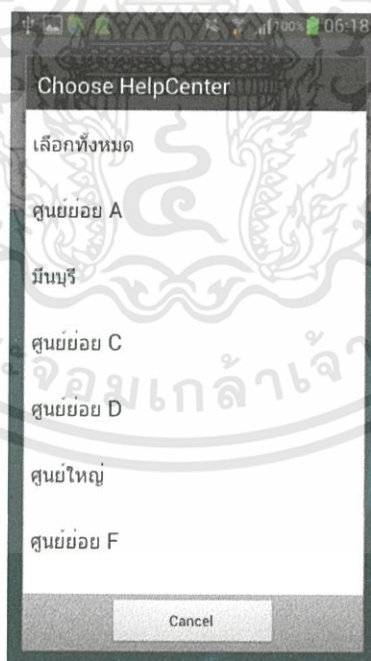 100% 06:18
Choose HelpCenter
เลือกทั้งหมด
ศูนย์ย่อย A
มีนบุรี
ศูนย์ย่อย C
ศูนย์ย่อย D
ศูนย์ใหญ่
ศูนย์ย่อย F
Cancel